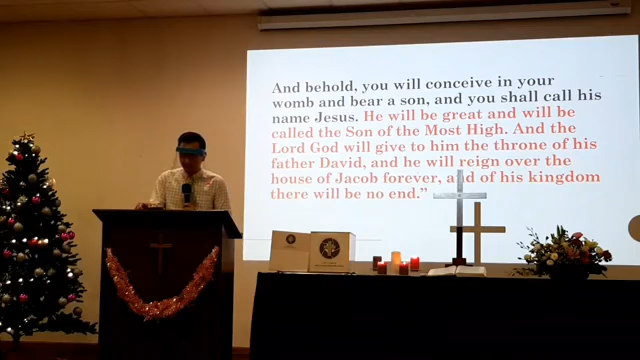 And behold, you will conceive in your
womb and bear a son, and you shall call his
name Jesus. He will be great and will be
called the Son of the Most High. And the
Lord God will give to him the throne of his
father David, and he will reign over the
house of Jacob forever, and of his kingdom
there will be no end.”